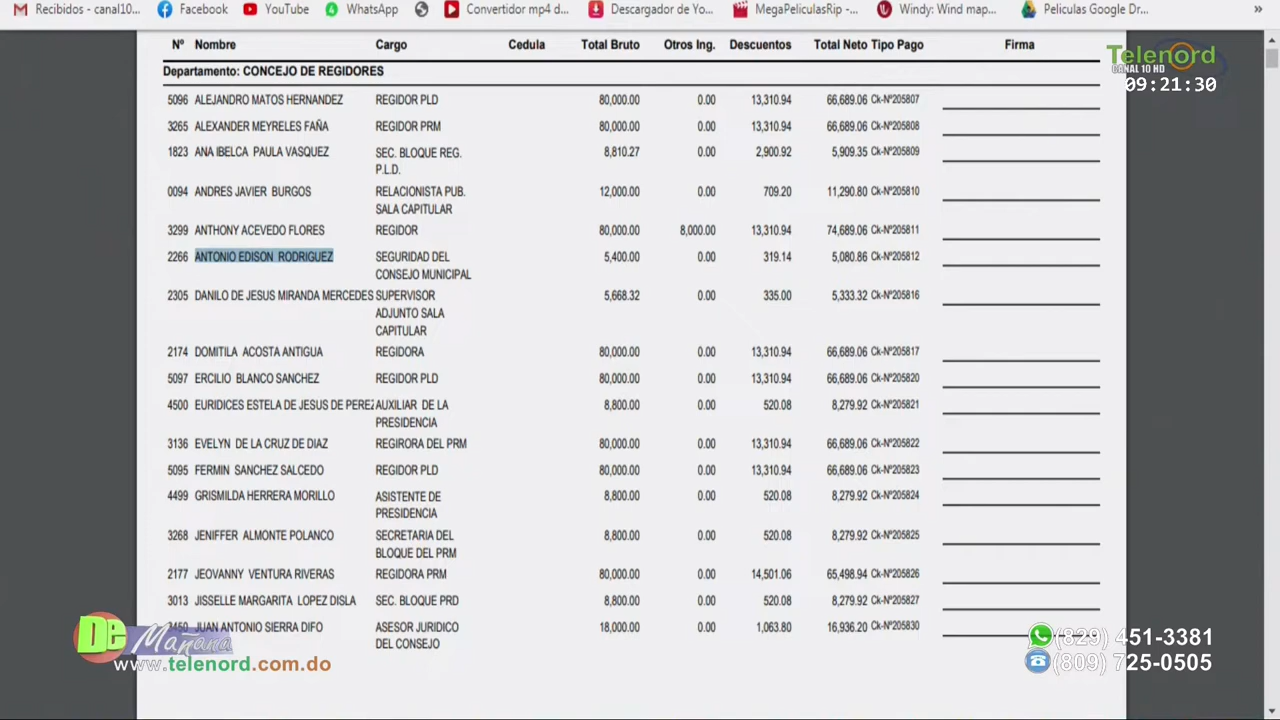 Recibidos - canal10... Facebook YouTube WhatsApp Convertidor mp4 d... Descargador de Yo... MegaPeliculasRip -... Windy: Wind map... Peliculas Google Dr... »
Nº Nombre Cargo Cedula Total Bruto Otros Ing. Descuentos Total Neto Tipo Pago Firma
Telenord
CANAL 10 HD
09:21:30
Departamento: CONCEJO DE REGIDORES
5096 ALEJANDRO MATOS HERNANDEZ REGIDOR PLD 80,000.00 0.00 13,310.94 66,689.06 Ck-Nº205807
3265 ALEXANDER MEYRELES FAÑA REGIDOR PRM 80,000.00 0.00 13,310.94 66,689.06 Ck-Nº205808
1823 ANA IBELCA PAULA VASQUEZ SEC. BLOQUE REG. 8,810.27 0.00 2,900.92 5,909.35 Ck-Nº205809
P.L.D.
0094 ANDRES JAVIER BURGOS RELACIONISTA PUB. 12,000.00 0.00 709.20 11,290.80 Ck-Nº205810
SALA CAPITULAR
3299 ANTHONY ACEVEDO FLORES REGIDOR 80,000.00 8,000.00 13,310.94 74,689.06 Ck-Nº205811
2266 ANTONIO EDISON RODRIGUEZ SEGURIDAD DEL 5,400.00 0.00 319.14 5,080.86 Ck-Nº205812
CONSEJO MUNICIPAL
2305 DANILO DE JESUS MIRANDA MERCEDES SUPERVISOR 5,668.32 0.00 335.00 5,333.32 Ck-Nº205816
ADJUNTO SALA
CAPITULAR
2174 DOMITILA ACOSTA ANTIGUA REGIDORA 80,000.00 0.00 13,310.94 66,689.06 Ck-Nº205817
5097 ERCILIO BLANCO SANCHEZ REGIDOR PLD 80,000.00 0.00 13,310.94 66,689.06 Ck-Nº205820
4500 EURIDICES ESTELA DE JESUS DE PEREZ AUXILIAR DE LA 8,800.00 0.00 520.08 8,279.92 Ck-Nº205821
PRESIDENCIA
3136 EVELYN DE LA CRUZ DE DIAZ REGIRORA DEL PRM 80,000.00 0.00 13,310.94 66,689.06 Ck-Nº205822
5095 FERMIN SANCHEZ SALCEDO REGIDOR PLD 80,000.00 0.00 13,310.94 66,689.06 Ck-Nº205823
4499 GRISMILDA HERRERA MORILLO ASISTENTE DE 8,800.00 0.00 520.08 8,279.92 Ck-Nº205824
PRESIDENCIA
3268 JENIFFER ALMONTE POLANCO SECRETARIA DEL 8,800.00 0.00 520.08 8,279.92 Ck-Nº205825
BLOQUE DEL PRM
2177 JEOVANNY VENTURA RIVERAS REGIDORA PRM 80,000.00 0.00 14,501.06 65,498.94 Ck-Nº205826
3013 JISSELLE MARGARITA LOPEZ DISLA SEC. BLOQUE PRD 8,800.00 0.00 520.08 8,279.92 Ck-Nº205827
3450 JUAN ANTONIO SIERRA DIFO ASESOR JURIDICO 18,000.00 0.00 1,063.80 16,936.20 Ck-Nº205830
DEL CONSEJO
De Mañana
www.telenord.com.do
(829) 451-3381
(809) 725-0505